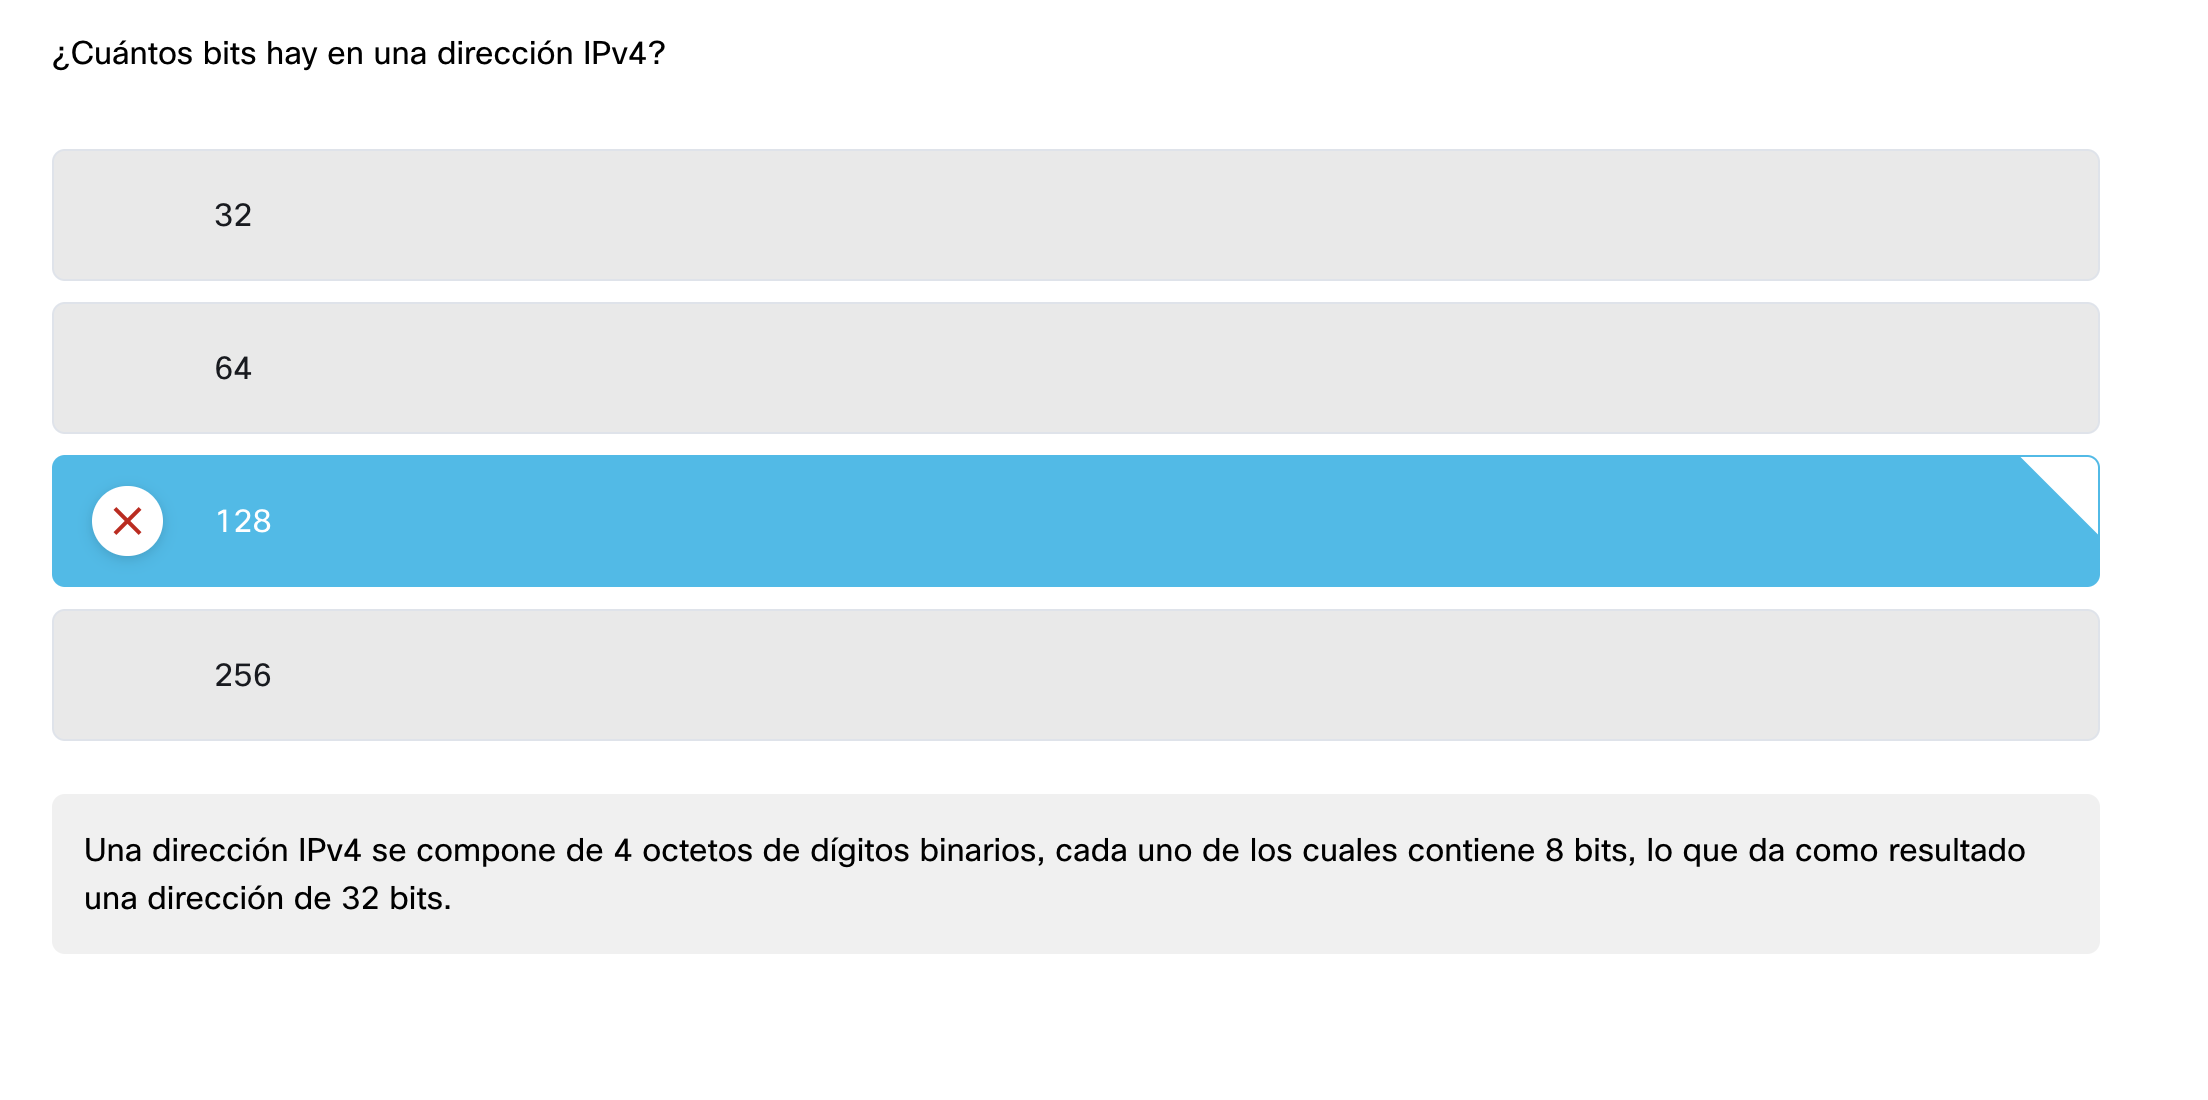 ¿Cuántos bits hay en una dirección IPv4?
32
64
128
256
Una dirección IPv4 se compone de 4 octetos de dígitos binarios, cada uno de los cuales contiene 8 bits, lo que da como resultado
una dirección de 32 bits.